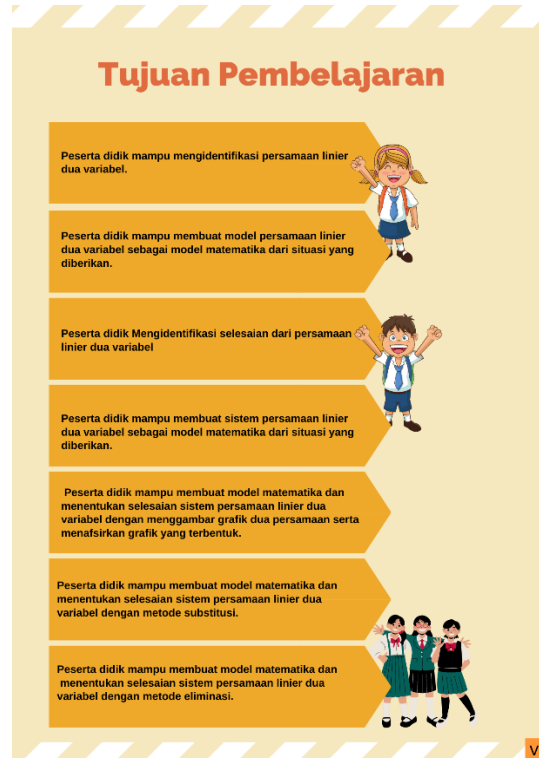 Tujuan Pembelajaran
Peserta didik mampu mengidentifikasi persamaan linier
dua variabel.
Peserta didik mampu membuat model persamaan linier
dua variabel sebagai model matematika dari situasi yang
diberikan.
Peserta didik Mengidentifikasi selesaian dari persamaan
linier dua variabel
Peserta didik mampu membuat sistem persamaan linier
dua variabel sebagai model matematika dari situasi yang
diberikan.
Peserta didik mampu membuat model matematika dan
menentukan selesaian sistem persamaan linier dua
variabel dengan menggambar grafik dua persamaan serta
menafsirkan grafik yang terbentuk.
Peserta didik mampu membuat model matematika dan
menentukan selesaian sistem persamaan linier dua
variabel dengan metode substitusi.
Peserta didik mampu membuat model matematika dan
menentukan selesaian sistem persamaan linier dua
variabel dengan metode eliminasi.
V